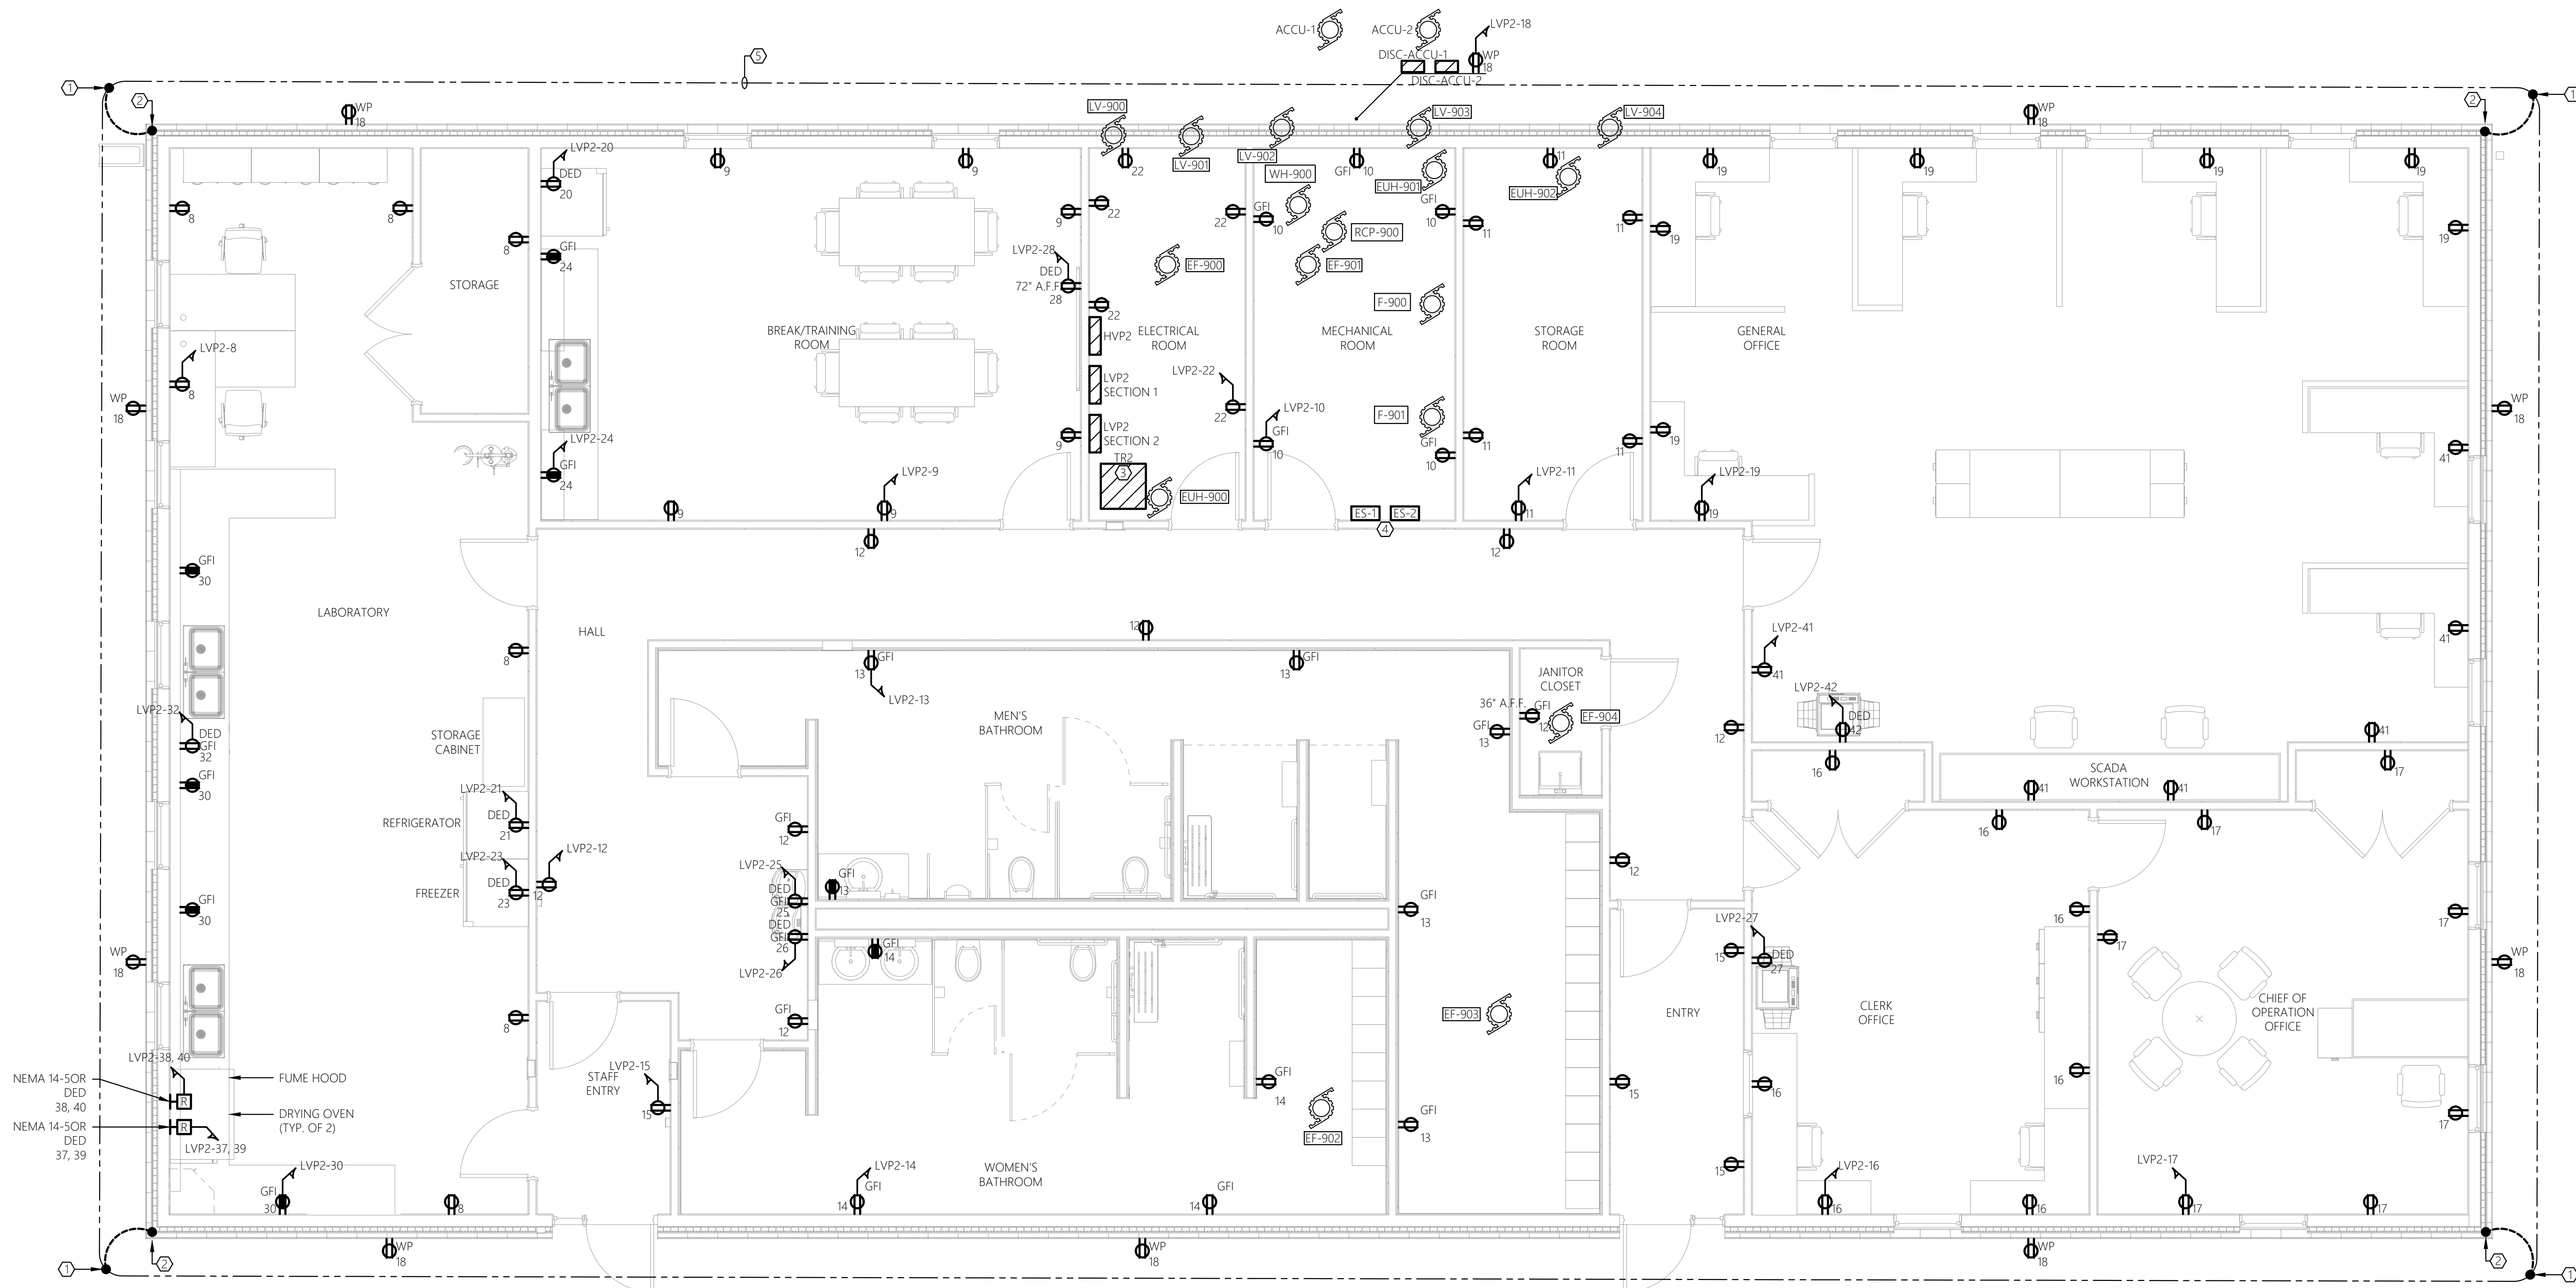 ACCU-1
ACCU-2
LVP2-18
DISC-ACCU-1
WP
18
DISC-ACCU-2
5
1
2
WP
18
LV-900
LV-901
LV-902
LV-903
LV-904
WP
18
2
1
LVP2-20
DED
20
9
9
22
WH-900
GFI
10
EUH-901
11
EUH-902
19
19
19
19
8
8
8
GFI
24
9
22
22
GFI
10
GFI
10
11
11
19
19
RCP-900
EF-900
EF-901
LVP2-28
DED
72" A.F.F.
28
22
F-900
STORAGE
BREAK/TRAINING
ROOM
HVP2
ELECTRICAL
ROOM
MECHANICAL
ROOM
STORAGE
ROOM
GENERAL
OFFICE
LVP2-8
8
WP
18
LVP2
SECTION 1
LVP2-22
22
LVP2-10
GFI
10
F-901
WP
18
LVP2-24
GFI
24
9
LVP2
SECTION 2
TR2
3
EUH-900
GFI
10
11
11
19
41
LVP2-9
9
9
LVP2-11
11
LVP2-19
19
ES-1
ES-2
4
12
12
GFI
30
LABORATORY
HALL
12
8
GFI
13
LVP2-13
GFI
13
JANITOR
CLOSET
LVP2-41
41
41
LVP2-32
DED
GFI
32
STORAGE
CABINET
MEN'S
BATHROOM
36" A.F.F.
GFI
12
GFI
13
EF-904
12
LVP2-42
DED
42
41
16
17
SCADA
WORKSTATION
GFI
30
41
41
LVP2-21
DED
21
REFRIGERATOR
GFI
12
16
17
LVP2-23
DED
23
FREEZER
LVP2-12
12
LVP2-25
DED
GFI
25
GFI
13
12
GFI
30
DED
GFI
26
LVP2-26
GFI
14
GFI
13
LVP2-27
DED
27
15
16
17
17
WP
18
WP
18
8
GFI
12
EF-903
ENTRY
CLERK
OFFICE
CHIEF OF
OPERATION
OFFICE
LVP2-38, 40
NEMA 14-5OR
DED
38, 40
R
FUME HOOD
LVP2-15
STAFF
ENTRY
15
GFI
14
EF-902
15
16
16
NEMA 14-5OR
DED
37, 39
R
LVP2-37, 39
DRYING OVEN
(TYP. OF 2)
GFI
13
17
LVP2-30
GFI
30
8
LVP2-14
GFI
14
WOMEN'S
BATHROOM
GFI
14
15
LVP2-16
16
16
LVP2-17
17
17
1
2
WP
18
WP
18
WP
18
2
1